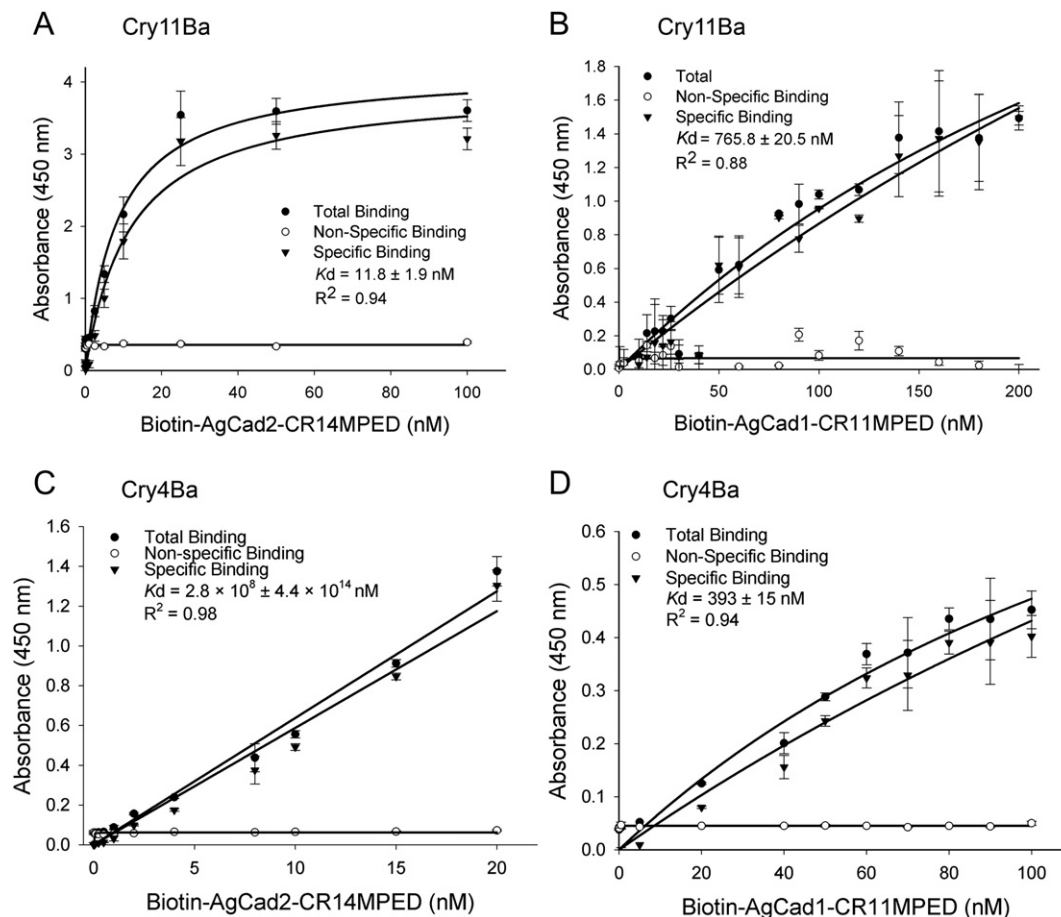 A Cry11Ba
Absorbance (450 nm)
4
3
2
1
0
Total Binding
Non-Specific Binding
Specific Binding
Kd = 11.8 ± 1.9 nM
R² = 0.94
0 20 40 60 80 100
Biotin-AgCad2-CR14MPED (nM)
B Cry11Ba
Absorbance (450 nm)
1.8
1.6
1.4
1.2
1.0
0.8
0.6
0.4
0.2
0.0
Total
Non-Specific Binding
Specific Binding
Kd = 765.8 ± 20.5 nM
R² = 0.88
0 50 100 150 200
Biotin-AgCad1-CR11MPED (nM)
C Cry4Ba
Absorbance (450 nm)
1.6
1.4
1.2
1.0
0.8
0.6
0.4
0.2
0.0
Total Binding
Non-specific Binding
Specific Binding
Kd = 2.8 × 10⁸ ± 4.4 × 10¹⁴ nM
R² = 0.98
0 5 10 15 20
Biotin-AgCad2-CR14MPED (nM)
D Cry4Ba
Absorbance (450 nm)
0.6
0.5
0.4
0.3
0.2
0.1
0.0
Total Binding
Non-Specific Binding
Specific Binding
Kd = 393 ± 15 nM
R² = 0.94
0 20 40 60 80 100
Biotin-AgCad1-CR11MPED (nM)